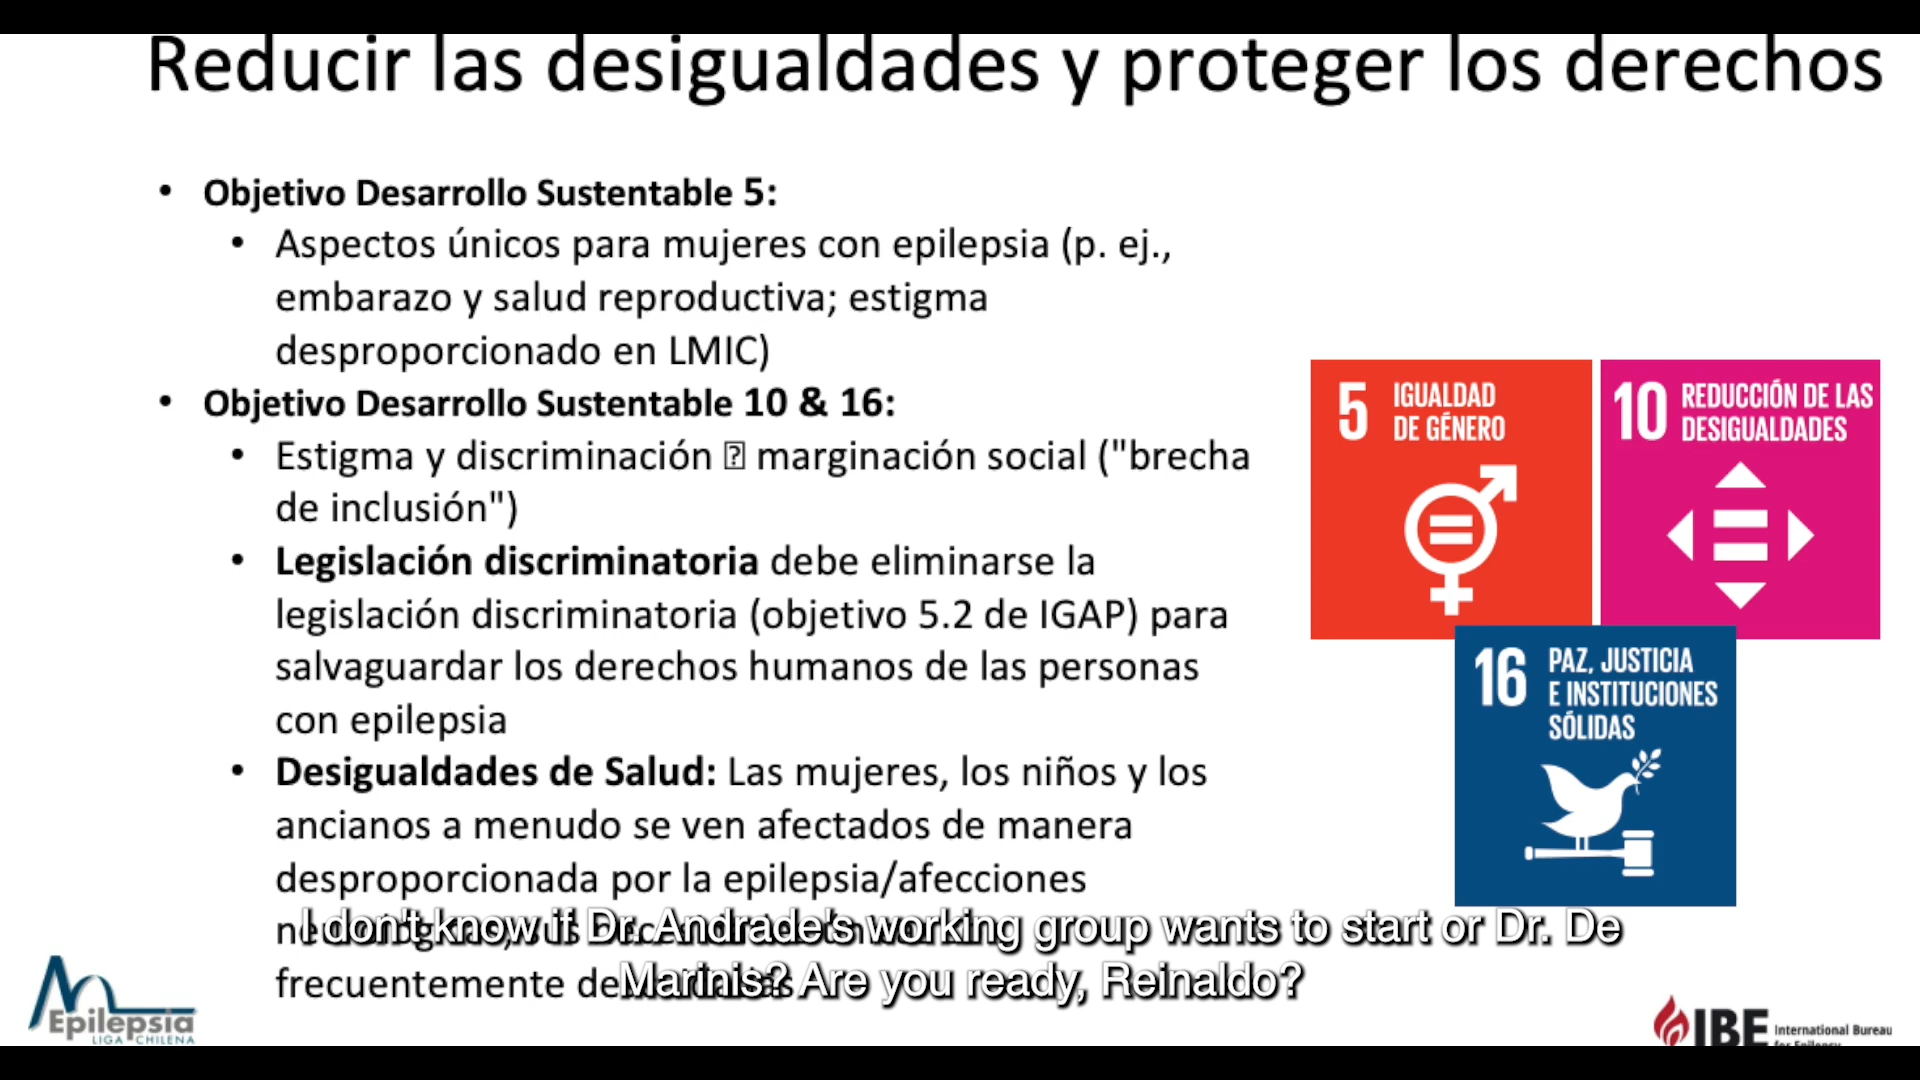 Reducir las desigualdades y proteger los derechos
• Objetivo Desarrollo Sustentable 5:
• Aspectos únicos para mujeres con epilepsia (p. ej.,
embarazo y salud reproductiva; estigma
desproporcionado en LMIC)
• Objetivo Desarrollo Sustentable 10 & 16:
• Estigma y discriminación ⍰ marginación social ("brecha
de inclusión")
• Legislación discriminatoria debe eliminarse la
legislación discriminatoria (objetivo 5.2 de IGAP) para
salvaguardar los derechos humanos de las personas
con epilepsia
• Desigualdades de Salud: Las mujeres, los niños y los
ancianos a menudo se ven afectados de manera
desproporcionada por la epilepsia/afecciones
frecuentemente
5 IGUALDAD
DE GÉNERO
10 REDUCCIÓN DE LAS
DESIGUALDADES
16 PAZ, JUSTICIA
E INSTITUCIONES
SÓLIDAS
I don't know if Dr. Andrade's working group wants to start or Dr. De
Marinis? Are you ready, Reinaldo?
Epilepsia
LIGA CHILENA
IBE International Bureau
for Epilepsy